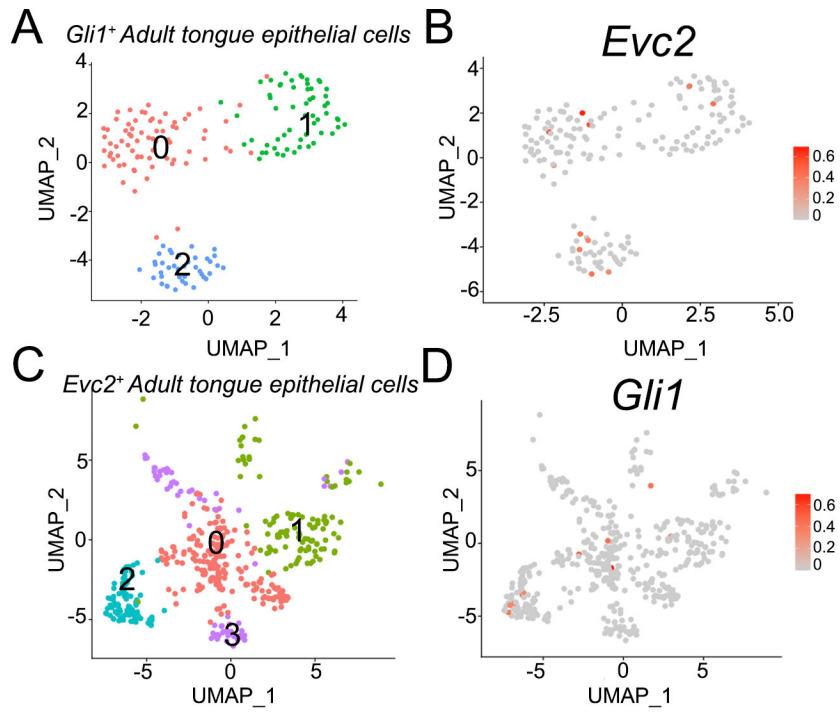 A
Gli1+ Adult tongue epithelial cells
4
2
0
-2
-4
UMAP_2
0
1
2
-2
0
2
4
UMAP_1
B
Evc2
4
2
0
-2
-4
-6
UMAP_2
-2.5
0
2.5
5.0
UMAP_1
0.6
0.4
0.2
0
C
Evc2+ Adult tongue epithelial cells
5
0
-5
UMAP_2
0
1
2
3
-5
0
5
UMAP_1
D
Gli1
5
0
-5
UMAP_2
-5
0
5
UMAP_1
0.6
0.4
0.2
0